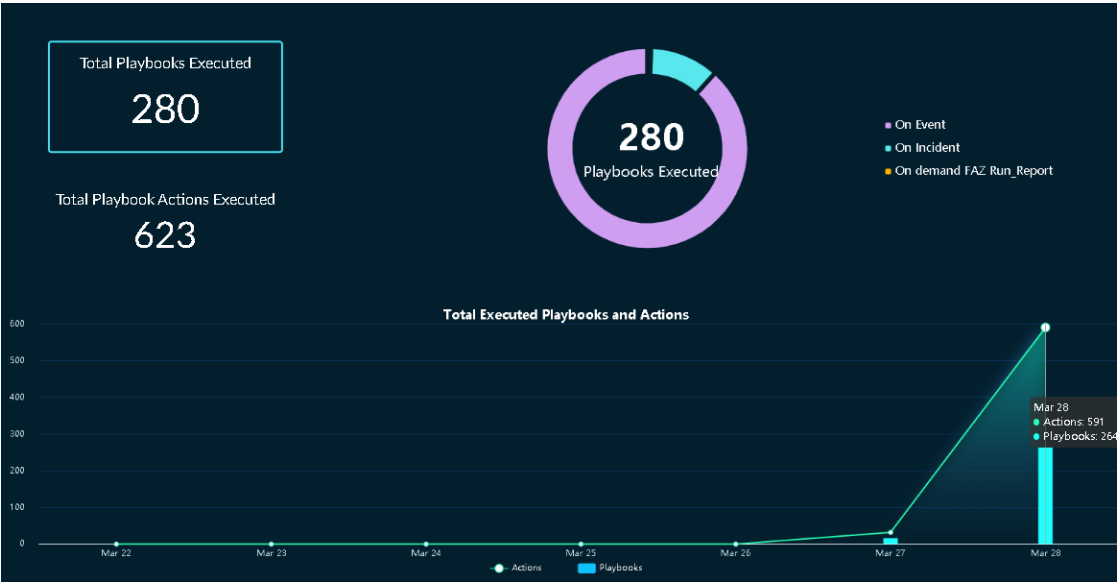 Total Playbooks Executed
280
Total Playbook Actions Executed
623
280
Playbooks Executed
On Event
On Incident
On demand FAZ Run_Report
Total Executed Playbooks and Actions
600
500
400
300
200
100
0
Mar 22
Mar 23
Mar 24
Mar 25
Mar 26
Mar 27
Mar 28
Mar 28
Actions: 591
Playbooks: 264
Actions
Playbooks